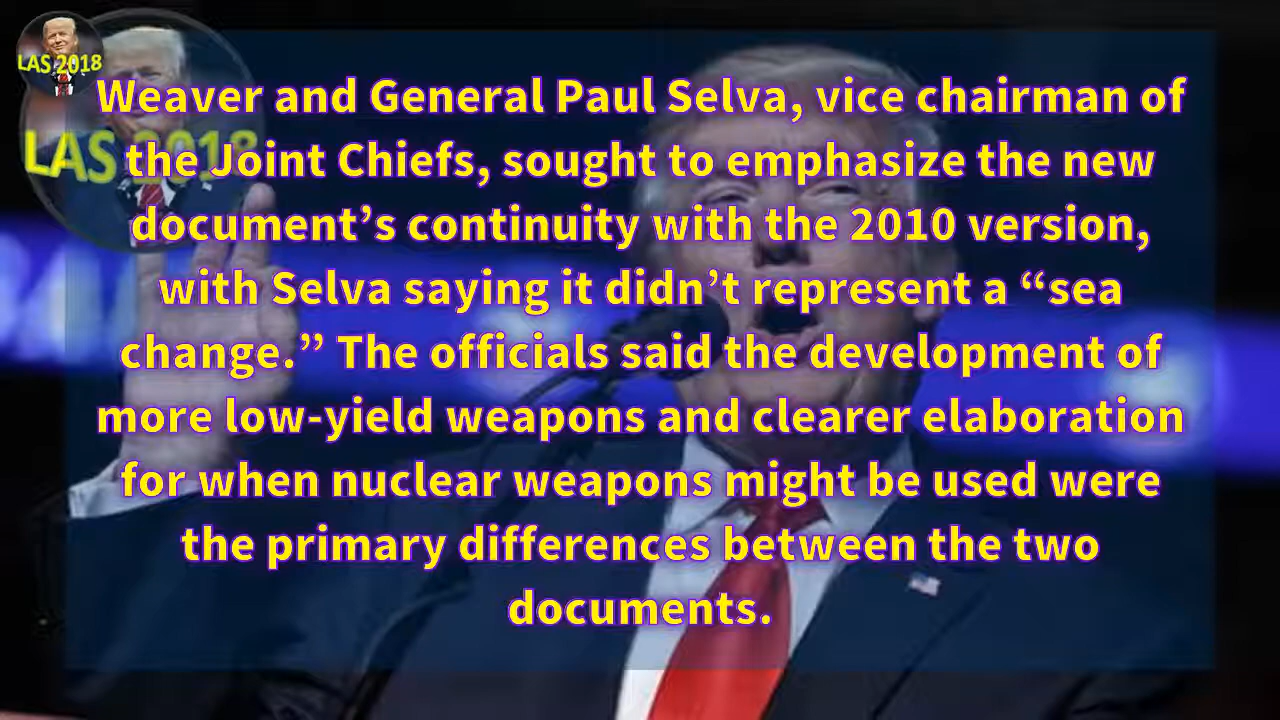 LAS 2018
LAS 2018
Weaver and General Paul Selva, vice chairman of
the Joint Chiefs, sought to emphasize the new
document’s continuity with the 2010 version,
with Selva saying it didn’t represent a “sea
change.” The officials said the development of
more low-yield weapons and clearer elaboration
for when nuclear weapons might be used were
the primary differences between the two
documents.